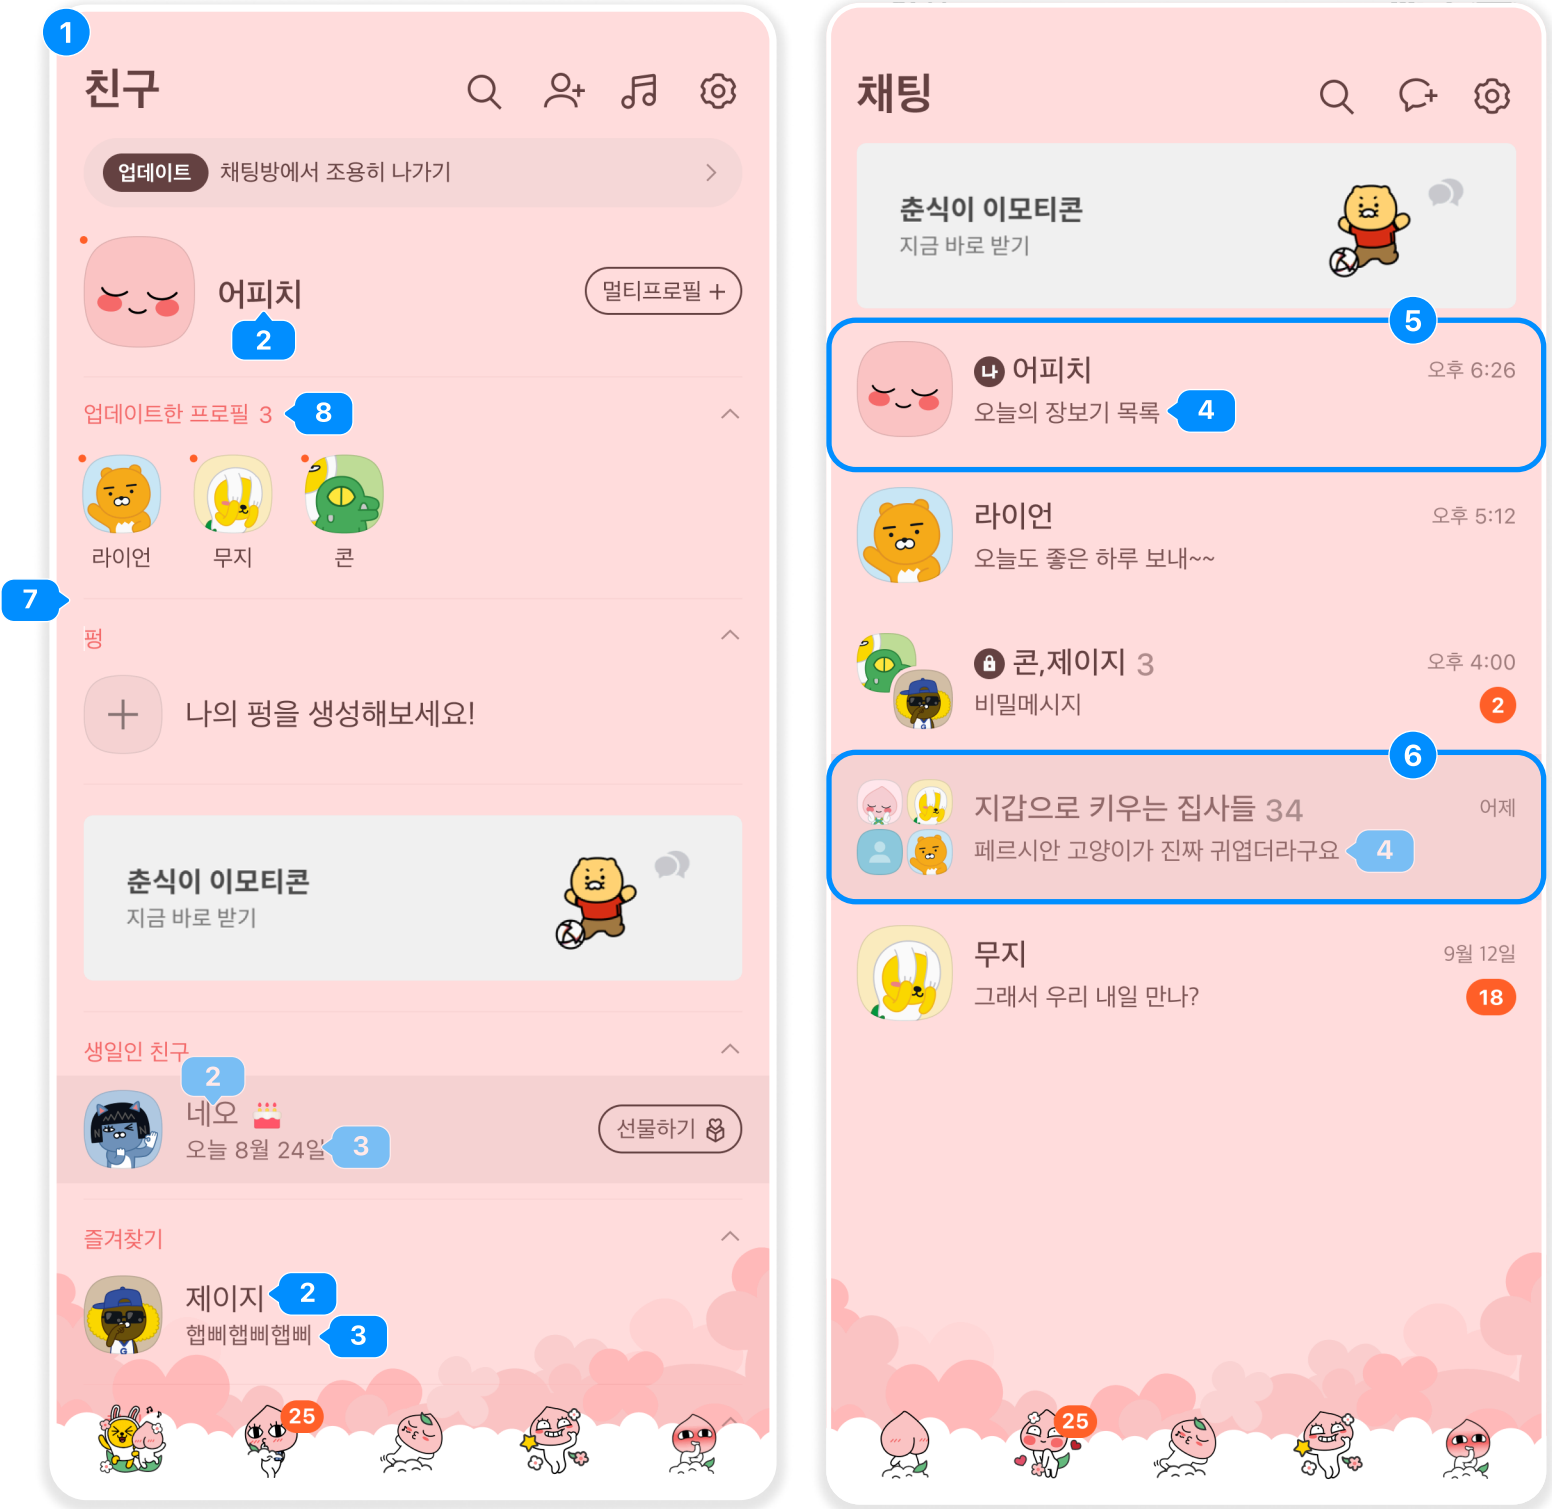 1
친구
업데이트 채팅방에서 조용히 나가기
어피치
멀티프로필 +
2
업데이트한 프로필 3
8
라이언 무지 콘
7
펑
나의 펑을 생성해보세요!
춘식이 이모티콘
지금 바로 받기
생일인 친구
2
네오
오늘 8월 24일
3
선물하기
즐겨찾기
제이지
2
햅삐햅삐햅삐
3
25
채팅
춘식이 이모티콘
지금 바로 받기
5
나 어피치
오후 6:26
오늘의 장보기 목록
4
라이언
오후 5:12
오늘도 좋은 하루 보내~~
콘,제이지 3
오후 4:00
비밀메시지
2
6
지갑으로 키우는 집사들 34
어제
페르시안 고양이가 진짜 귀엽더라구요
4
무지
9월 12일
그래서 우리 내일 만나?
18
25